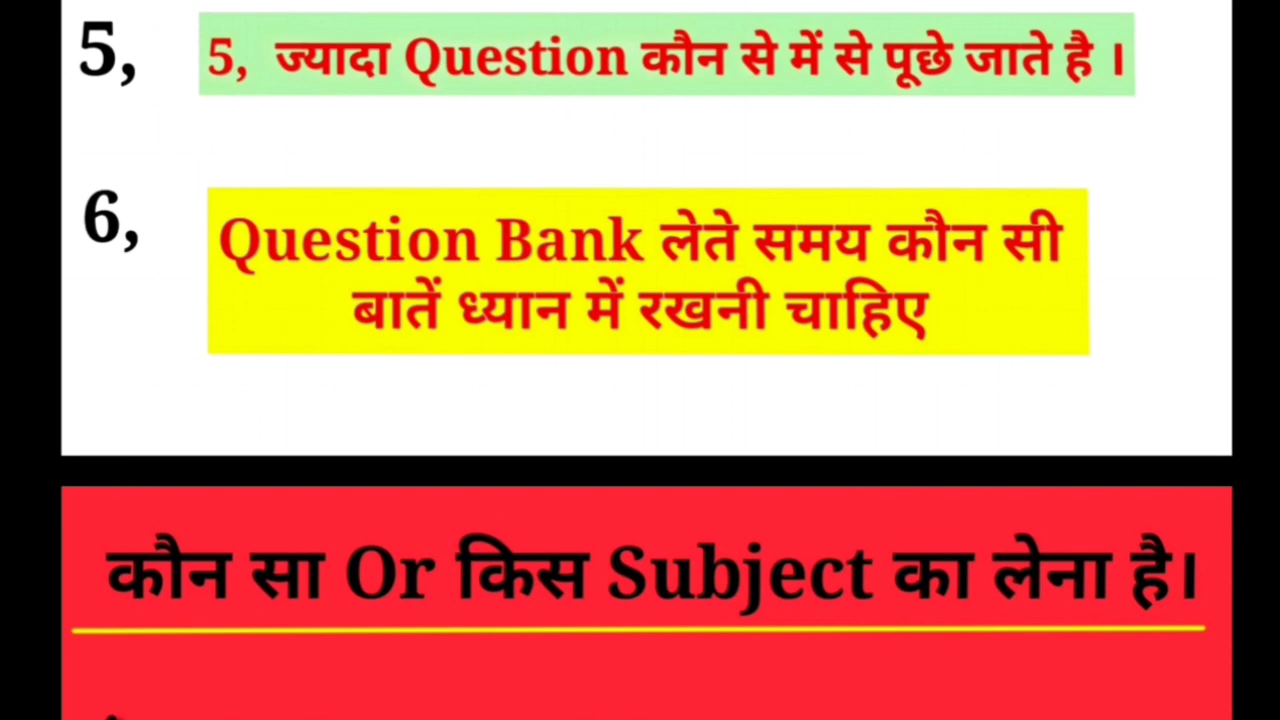 5, 5, ज्यादा Question कौन से में से पूछे जाते है ।
6, Question Bank लेते समय कौन सी
बातें ध्यान में रखनी चाहिए
कौन सा Or किस Subject का लेना है।